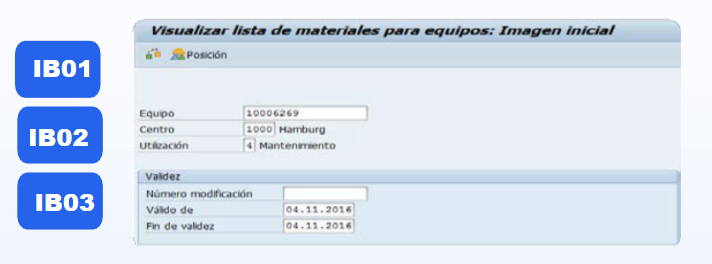 Visualizar lista de materiales para equipos: Imagen inicial
Posición
IB01
Equipo 10006269
Centro 1000 Hamburg
IB02
Utilización 4 Mantenimiento
Validez
IB03
Número modificación
Válido de 04.11.2016
Fin de validez 04.11.2016